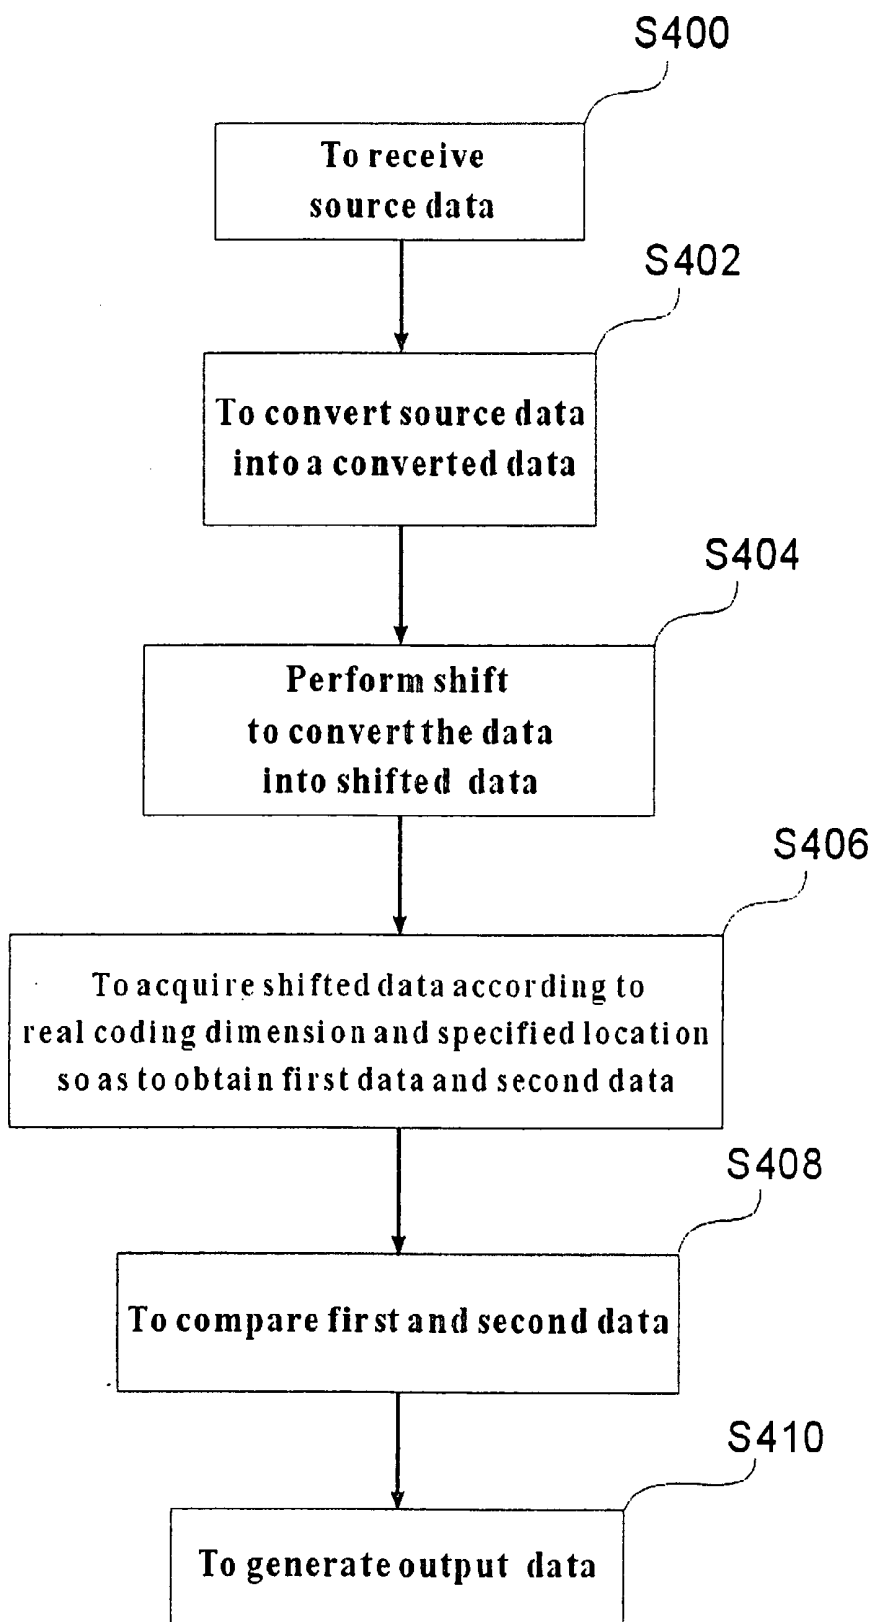 S400
To receive
source data
S402
To convert source data
into a converted data
S404
Perform shift
to convert the data
into shifted data
S406
To acquire shifted data according to
real coding dimension and specified location
so as to obtain first data and second data
S408
To compare first and second data
S410
To generate output data